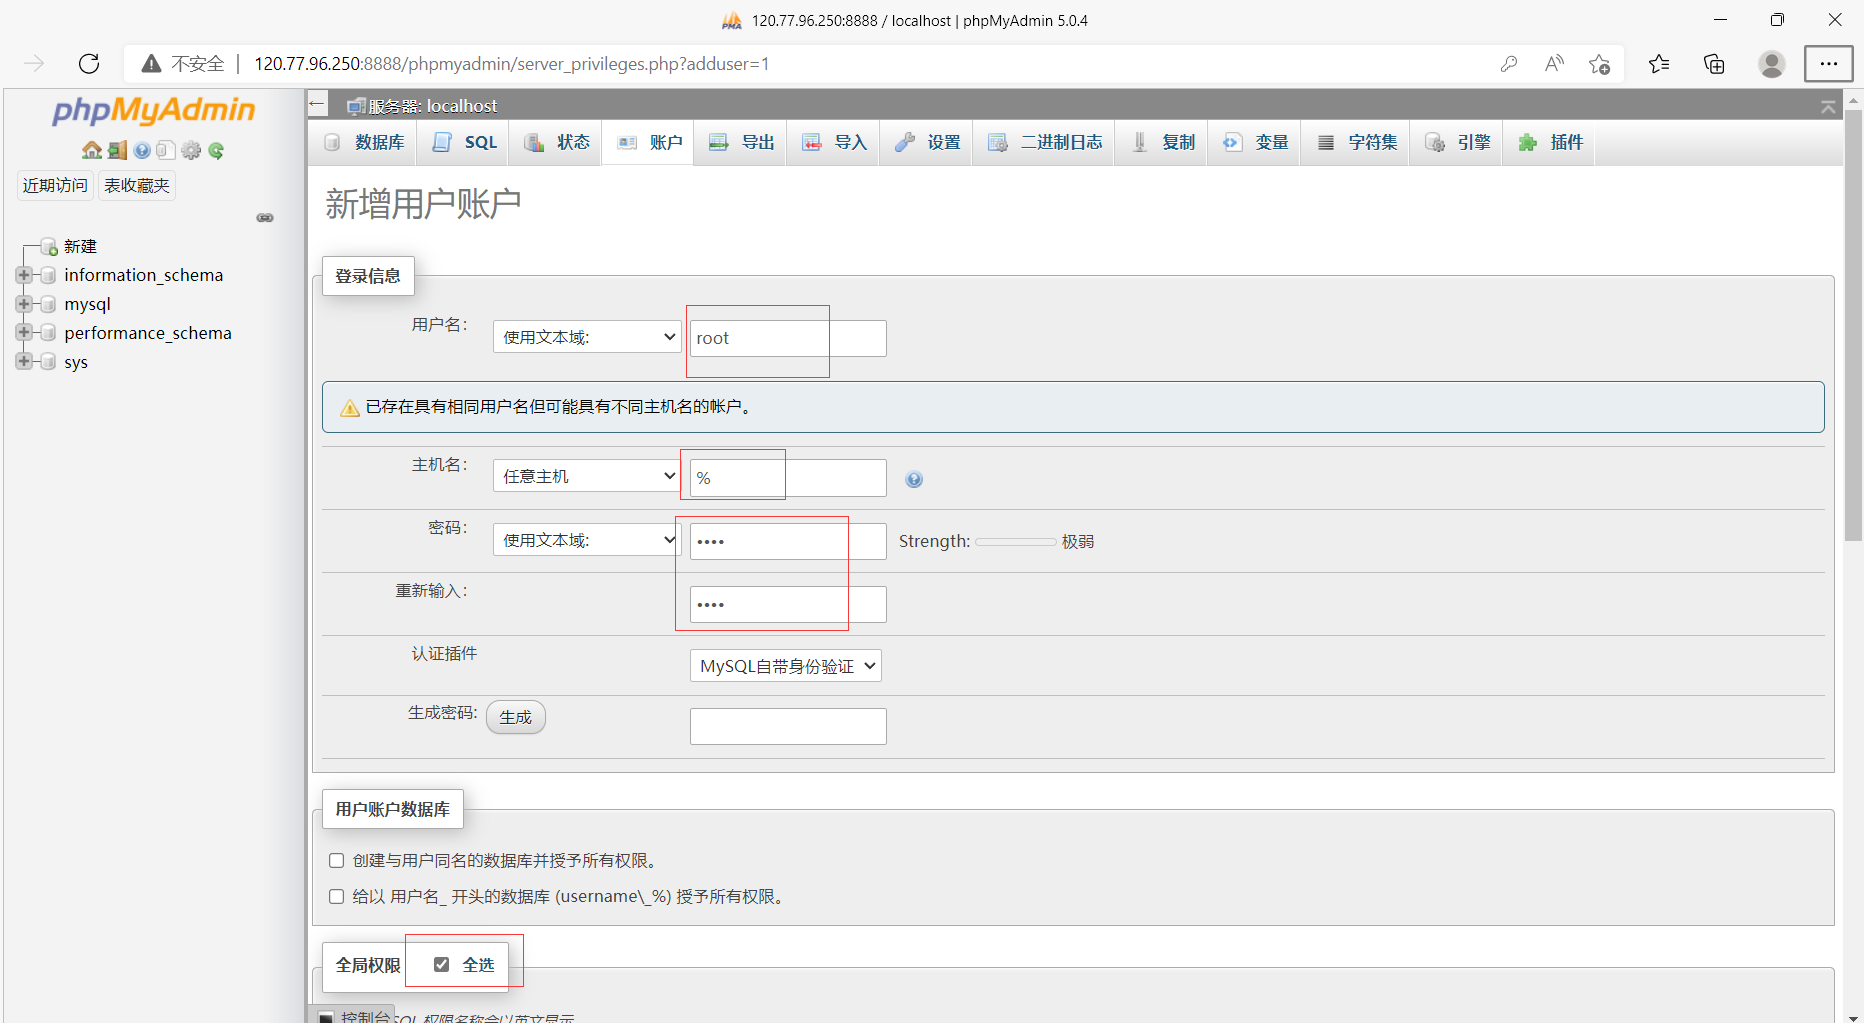 120.77.96.250:8888 / localhost | phpMyAdmin 5.0.4
不安全 | 120.77.96.250:8888/phpmyadmin/server_privileges.php?adduser=1
phpMyAdmin
近期访问 表收藏夹
新建
information_schema
mysql
performance_schema
sys
服务器: localhost
数据库 SQL 状态 账户 导出 导入 设置 二进制日志 复制 变量 字符集 引擎 插件
新增用户账户
登录信息
用户名: 使用文本域: root
已存在具有相同用户名但可能具有不同主机名的帐户。
主机名: 任意主机 %
密码: 使用文本域: •••• Strength: 极弱
重新输入: ••••
认证插件 MySQL自带身份验证
生成密码: 生成
用户账户数据库
创建与用户同名的数据库并授予所有权限。
给以 用户名_ 开头的数据库 (username\_%) 授予所有权限。
全局权限 全选
控制台 SQL 权限名称会以英文显示